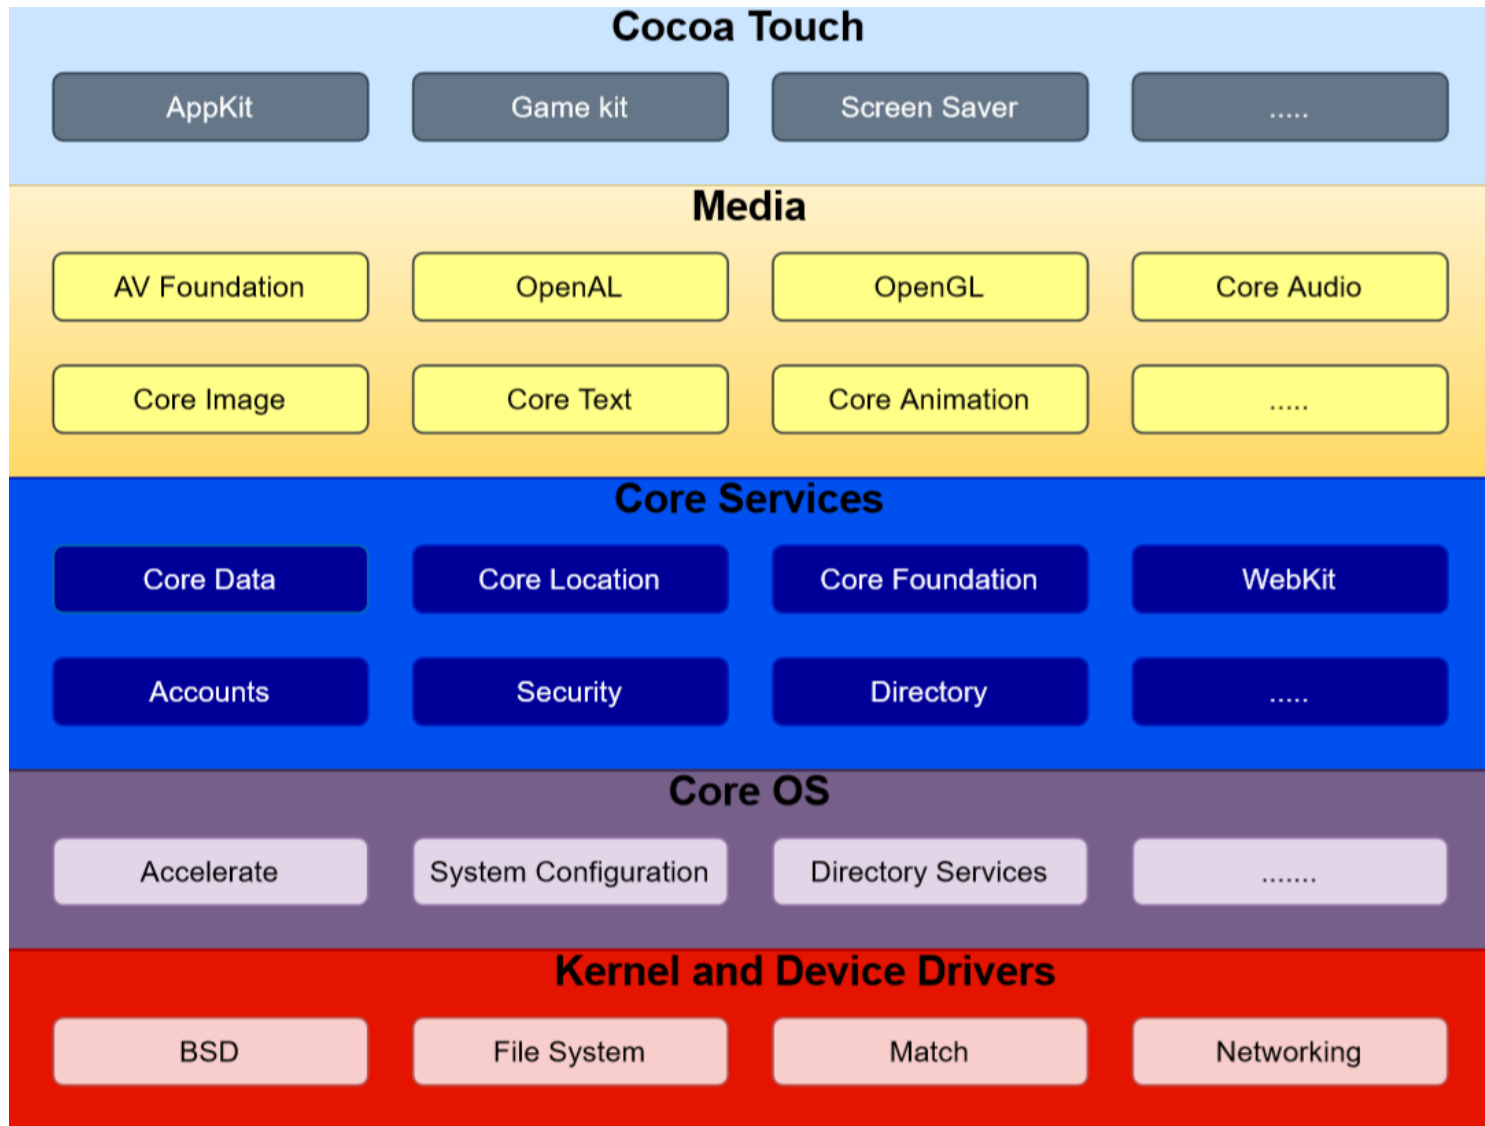 Cocoa Touch
AppKit
Game kit
Screen Saver
.....
Media
AV Foundation
OpenAL
OpenGL
Core Audio
Core Image
Core Text
Core Animation
.....
Core Services
Core Data
Core Location
Core Foundation
WebKit
Accounts
Security
Directory
.....
Core OS
Accelerate
System Configuration
Directory Services
.......
Kernel and Device Drivers
BSD
File System
Match
Networking